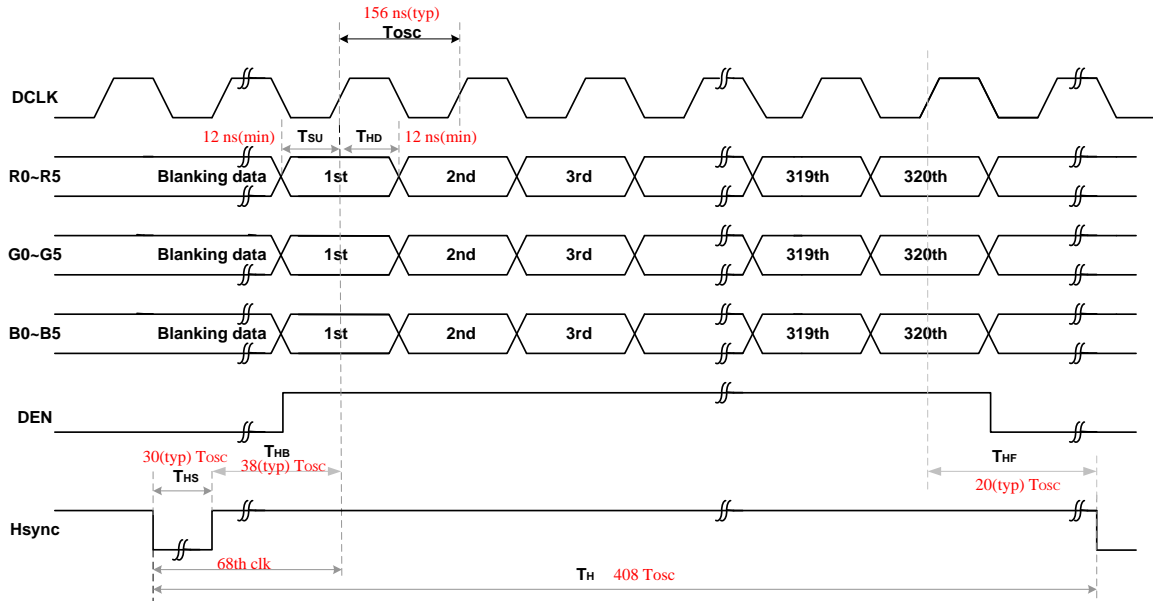 156 ns(typ)
Tosc
DCLK
12 ns(min) TSU THD 12 ns(min)
R0~R5 Blanking data 1st 2nd 3rd 319th 320th
G0~G5 Blanking data 1st 2nd 3rd 319th 320th
B0~B5 Blanking data 1st 2nd 3rd 319th 320th
DEN
30(typ) Tosc THB THF
THS 38(typ) Tosc 20(typ) Tosc
Hsync
68th clk
TH 408 Tosc